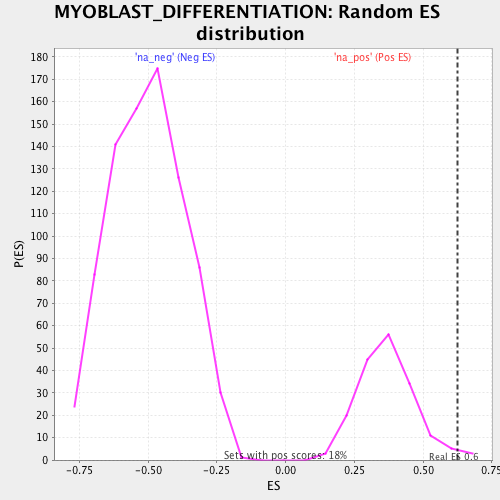 MYOBLAST_DIFFERENTIATION: Random ES
distribution
'na_neg' (Neg ES)
'na_pos' (Pos ES)
180
170
160
150
140
130
120
110
100
90
80
70
60
50
40
30
20
10
0
P(ES)
Sets with pos scores: 18%
Real ES 0.6
-0.75 -0.50 -0.25 0.00 0.25 0.50 0.75
ES